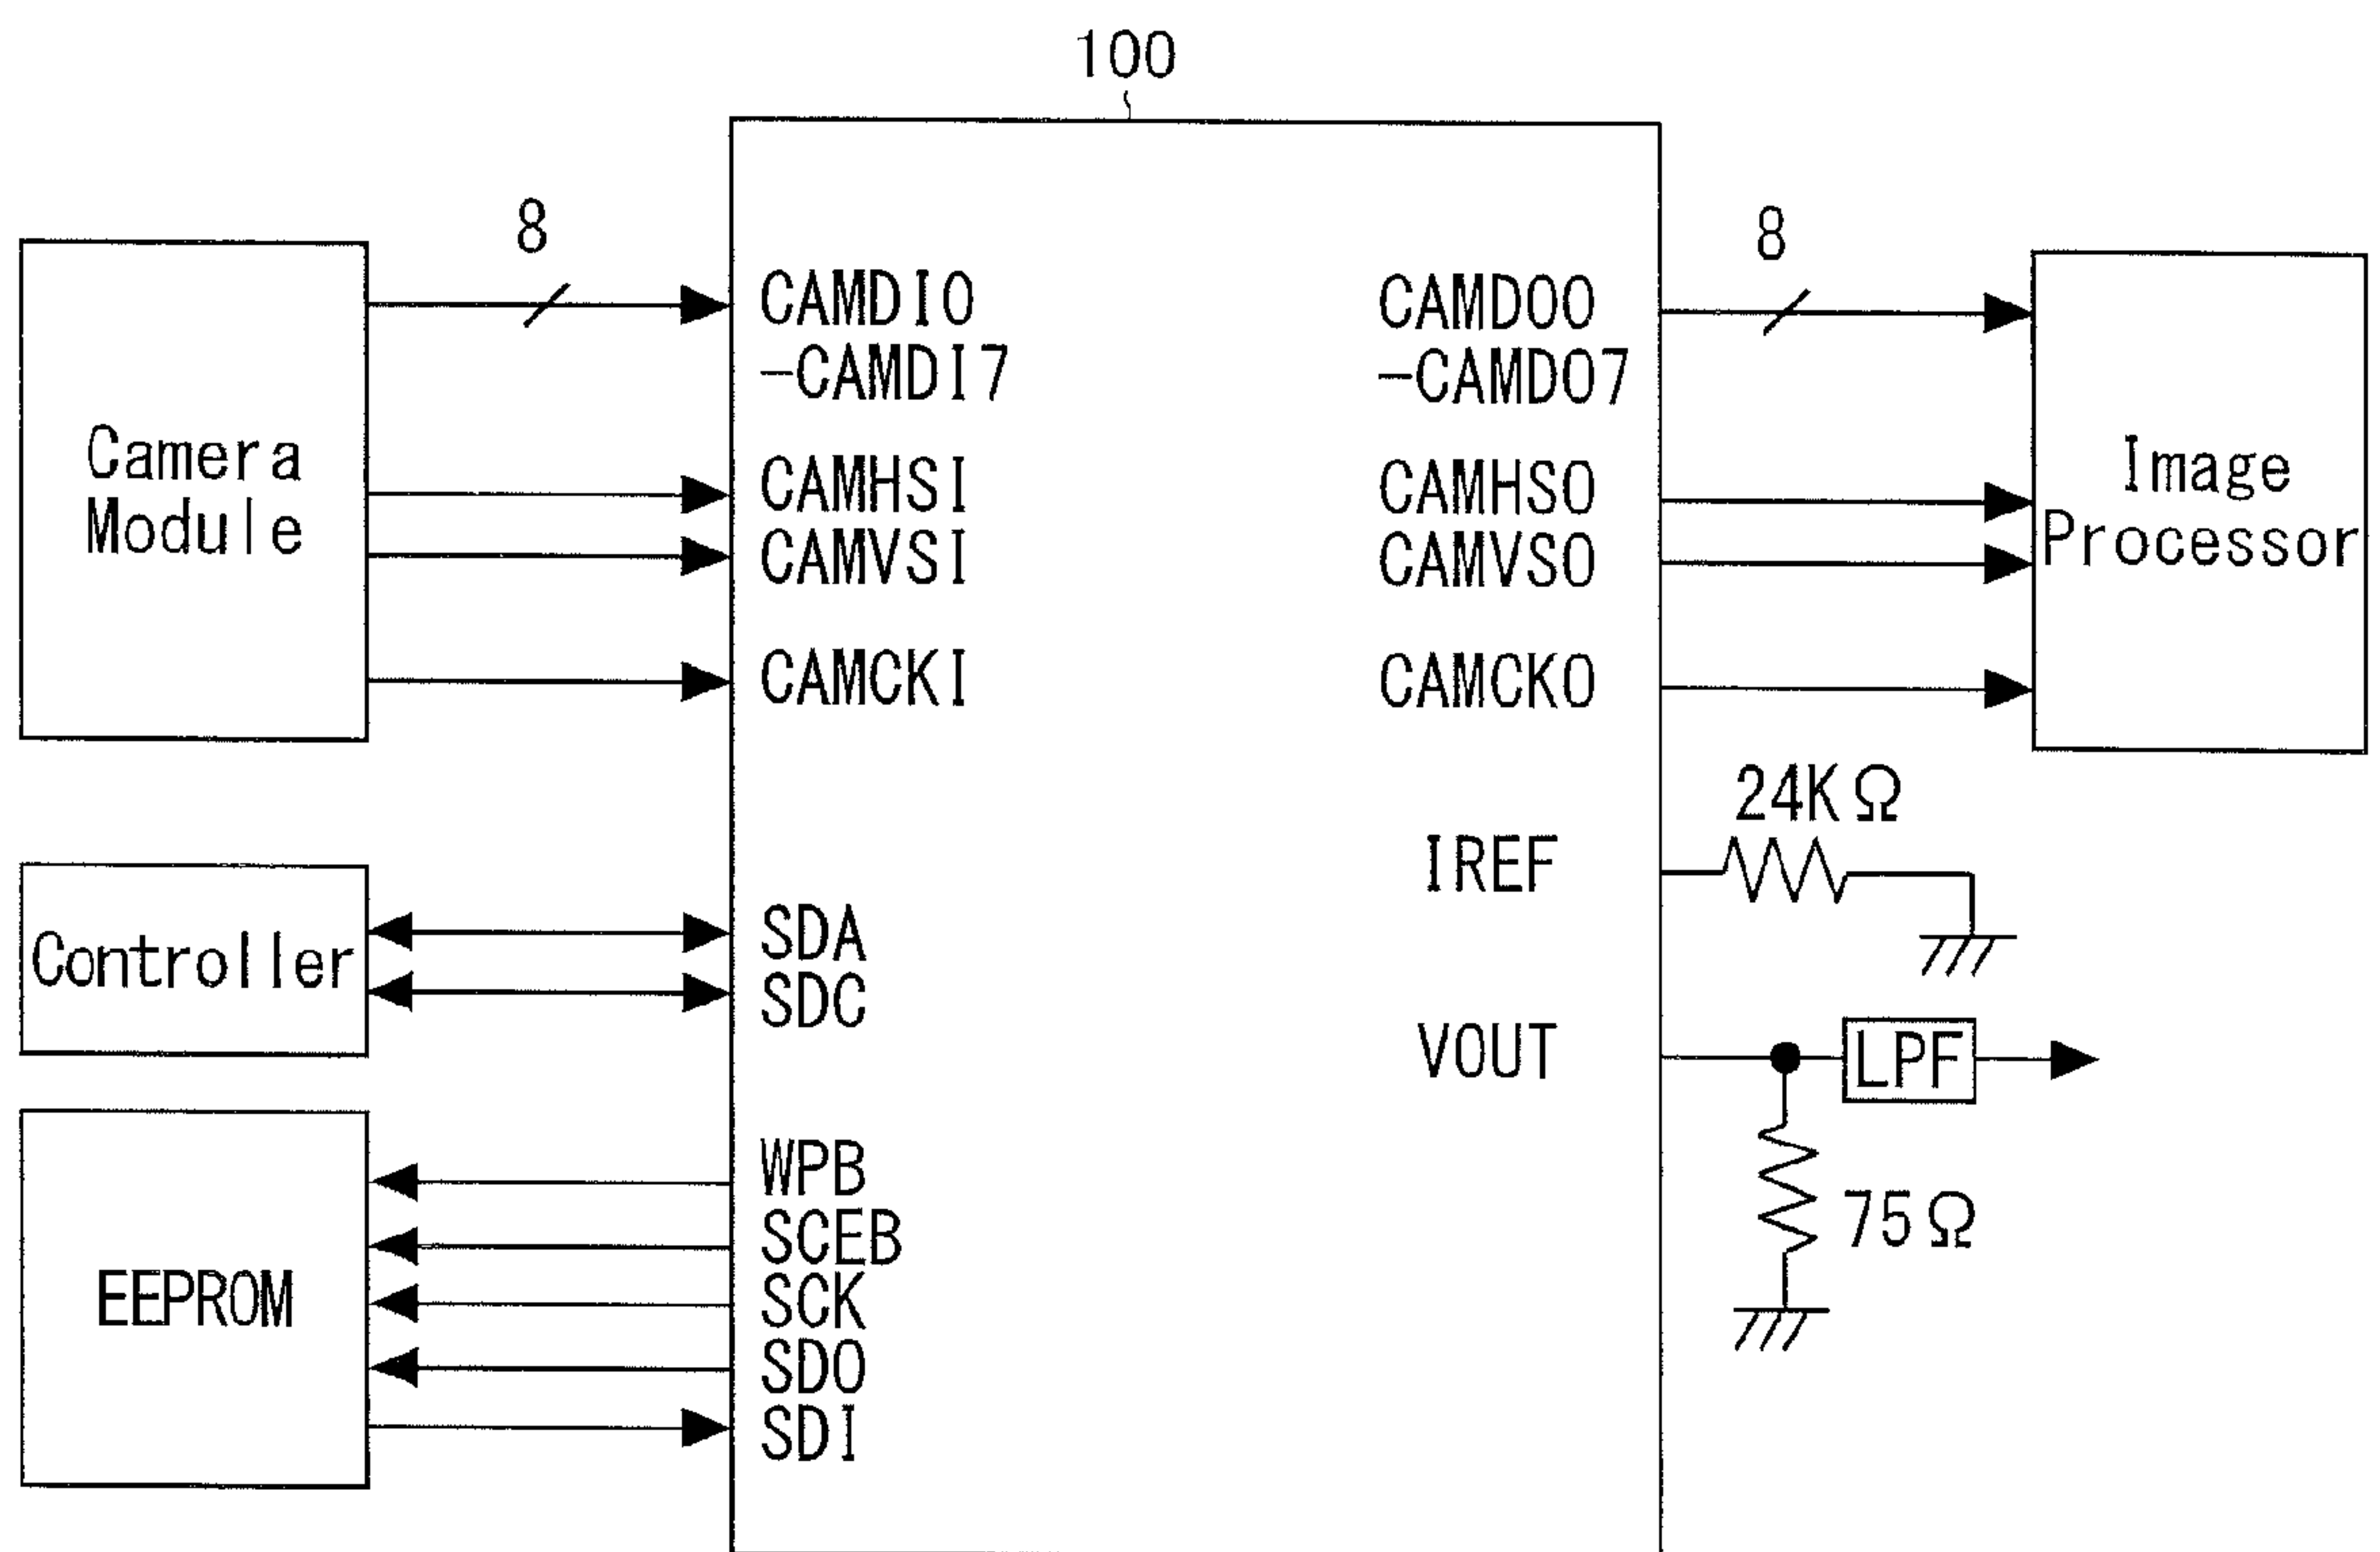 100
8
8
Camera
Module
CAMDI0
-CAMDI7
CAMHSI
CAMVSI
CAMCKI
CAMDO0
-CAMDO7
CAMHSO
CAMVSO
CAMCKO
Image
Processor
24KΩ
IREF
Controller
SDA
SDC
VOUT
LPF
75Ω
EEPROM
WPB
SCEB
SCK
SDO
SDI